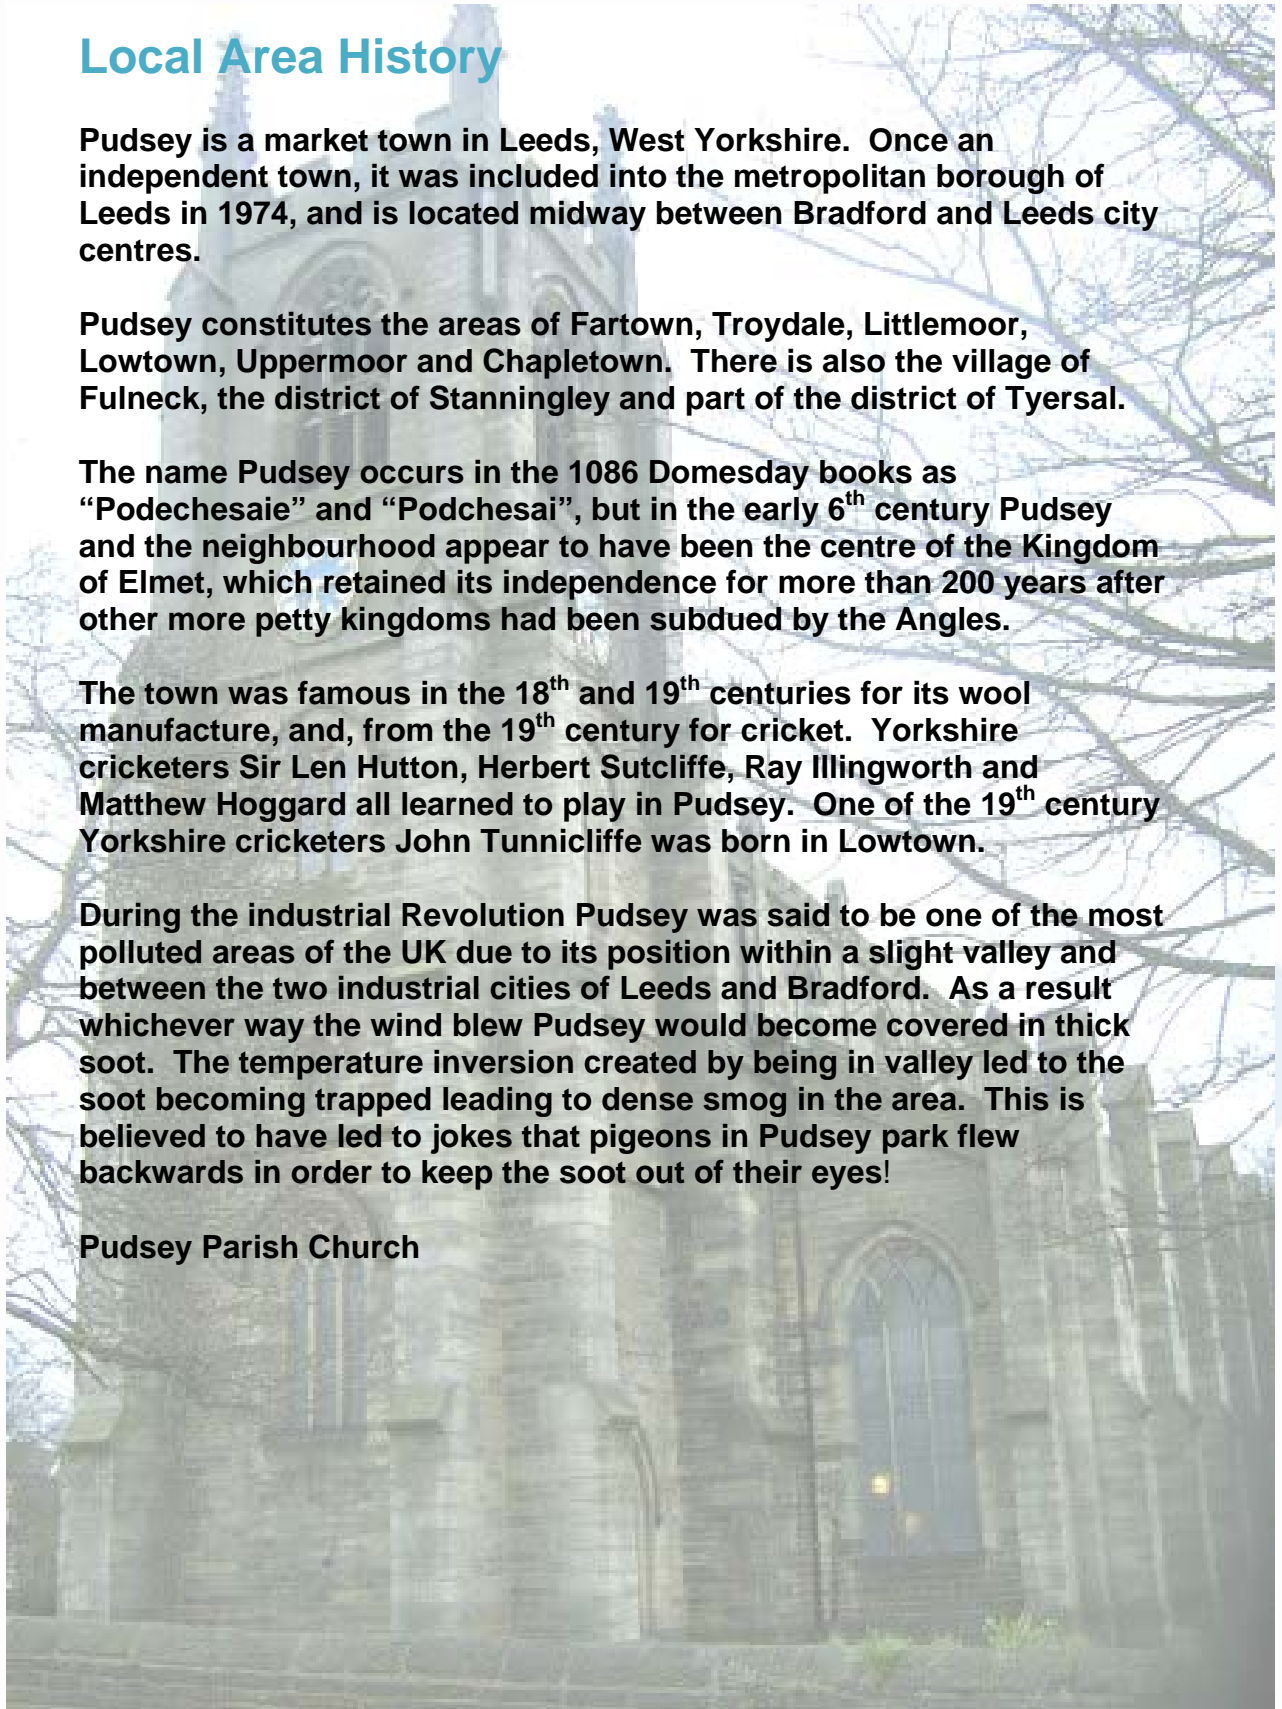 Local Area History
Pudsey is a market town in Leeds, West Yorkshire.  Once an
independent town, it was included into the metropolitan borough of
Leeds in 1974, and is located midway between Bradford and Leeds city
centres.
Pudsey constitutes the areas of Fartown, Troydale, Littlemoor,
Lowtown, Uppermoor and Chapletown.  There is also the village of
Fulneck, the district of Stanningley and part of the district of Tyersal.
The name Pudsey occurs in the 1086 Domesday books as
“Podechesaie” and “Podchesai”, but in the early 6th century Pudsey
and the neighbourhood appear to have been the centre of the Kingdom
of Elmet, which retained its independence for more than 200 years after
other more petty kingdoms had been subdued by the Angles.
The town was famous in the 18th and 19th centuries for its wool
manufacture, and, from the 19th century for cricket.  Yorkshire
cricketers Sir Len Hutton, Herbert Sutcliffe, Ray Illingworth and
Matthew Hoggard all learned to play in Pudsey.  One of the 19th century
Yorkshire cricketers John Tunnicliffe was born in Lowtown.
During the industrial Revolution Pudsey was said to be one of the most
polluted areas of the UK due to its position within a slight valley and
between the two industrial cities of Leeds and Bradford.  As a result
whichever way the wind blew Pudsey would become covered in thick
soot.  The temperature inversion created by being in valley led to the
soot becoming trapped leading to dense smog in the area.  This is
believed to have led to jokes that pigeons in Pudsey park flew
backwards in order to keep the soot out of their eyes!
Pudsey Parish Church